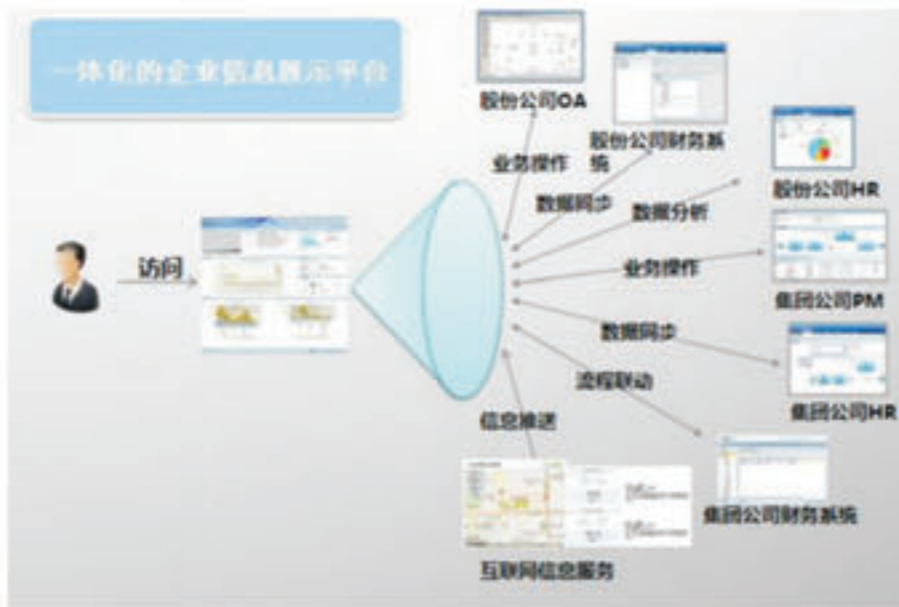 一体化的企业信息展示平台
股份公司OA
股份公司财务系
统
业务操作
数据同步
股份公司HR
数据分析
访问
业务操作
集团公司PM
数据同步
流程联动
集团公司HR
信息推送
集团公司财务系统
互联网信息服务